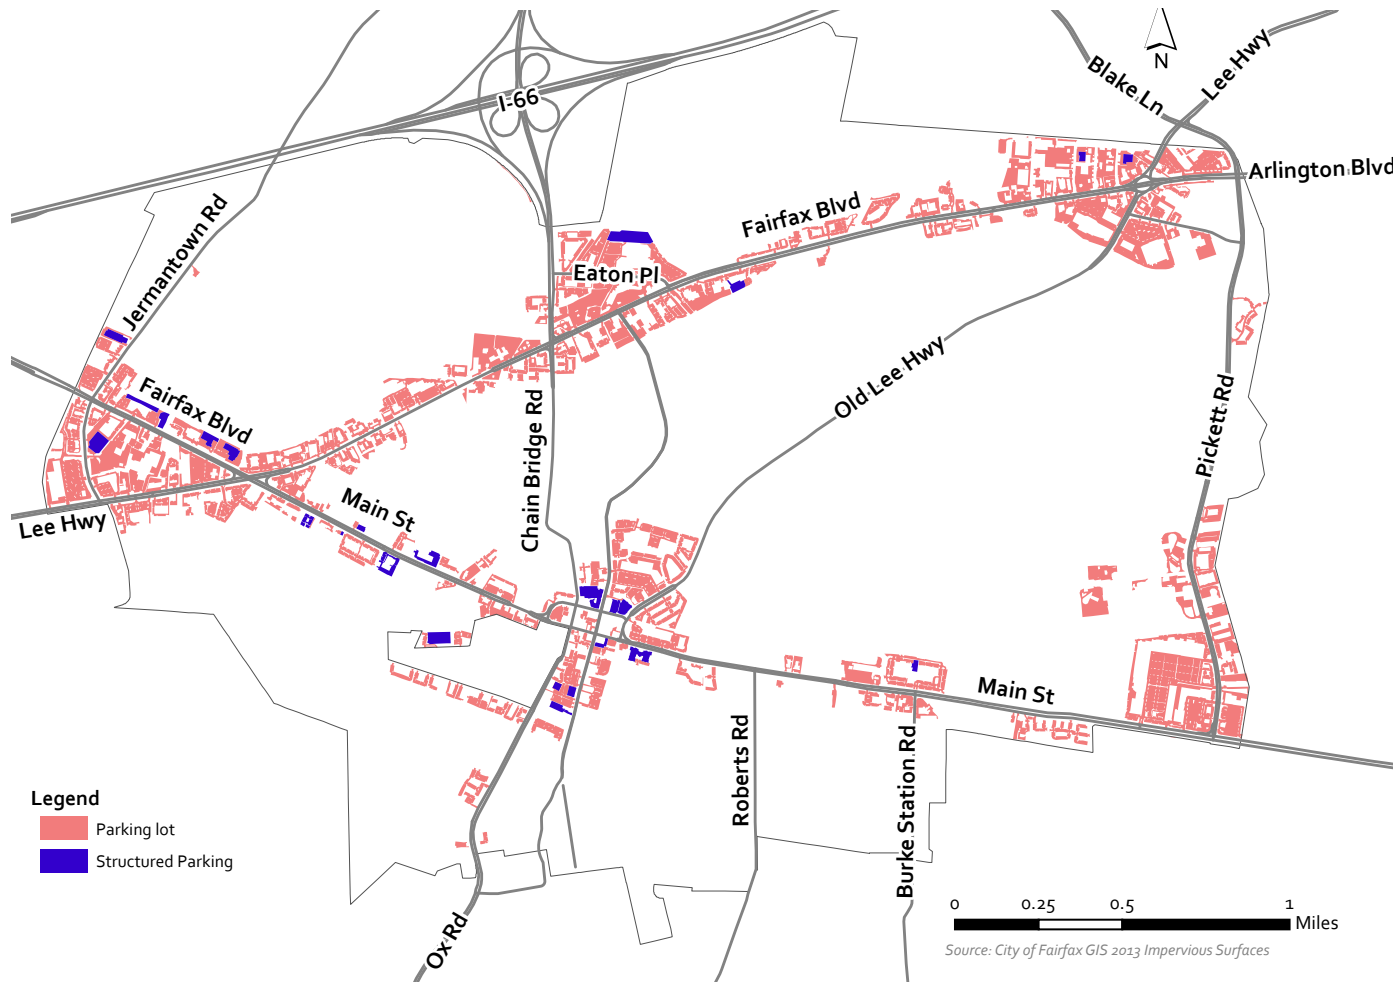 I-66
N
Blake Ln
Lee Hwy
Arlington Blvd
Jermantown Rd
Fairfax Blvd
Eaton Pl
Old Lee Hwy
Fairfax Blvd
Chain Bridge Rd
Pickett Rd
Main St
Lee Hwy
Main St
Roberts Rd
Burke Station Rd
Ox Rd
Legend
Parking lot
Structured Parking
0 0.25 0.5 1
Miles
Source: City of Fairfax GIS 2013 Impervious Surfaces